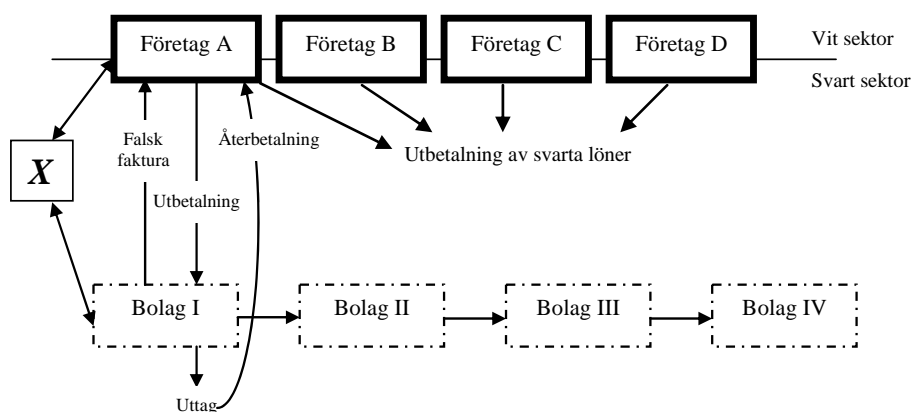 Företag A
Företag B
Företag C
Företag D
Vit sektor
Svart sektor
Falsk
faktura
Återbetalning
Utbetalning av svarta löner
X
Utbetalning
Bolag I
Bolag II
Bolag III
Bolag IV
Uttag